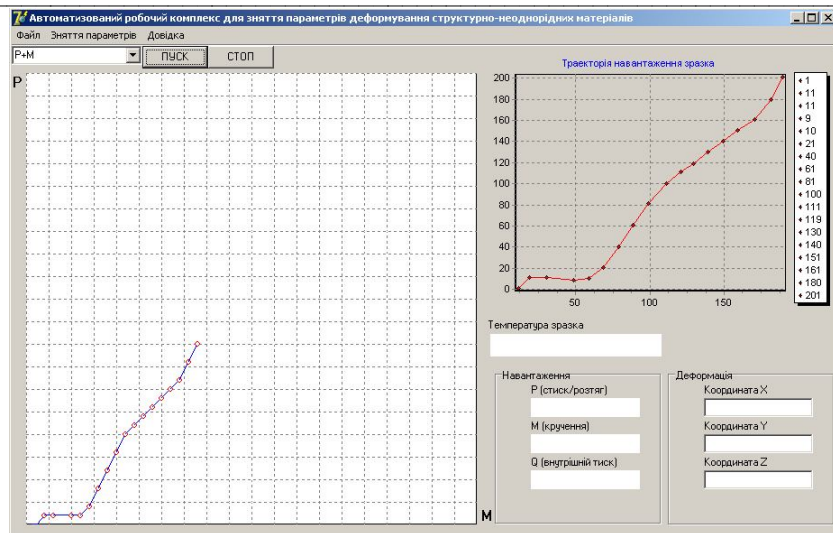 Автоматизований робочий комплекс для зняття параметрів деформування структурно-неоднорідних матеріалів
Файл Зняття параметрів Довідка
P+M ПУСК СТОП
P
M
Траекторія навантаження зразка
200
180
160
140
120
100
80
60
40
20
0
50 100 150
1
11
11
9
10
21
40
61
81
100
111
119
130
140
151
161
180
201
Температура зразка
Навантаження
P (стиск/розтяг)
M (кручення)
Q (внутрішній тиск)
Деформація
Координата X
Координата Y
Координата Z